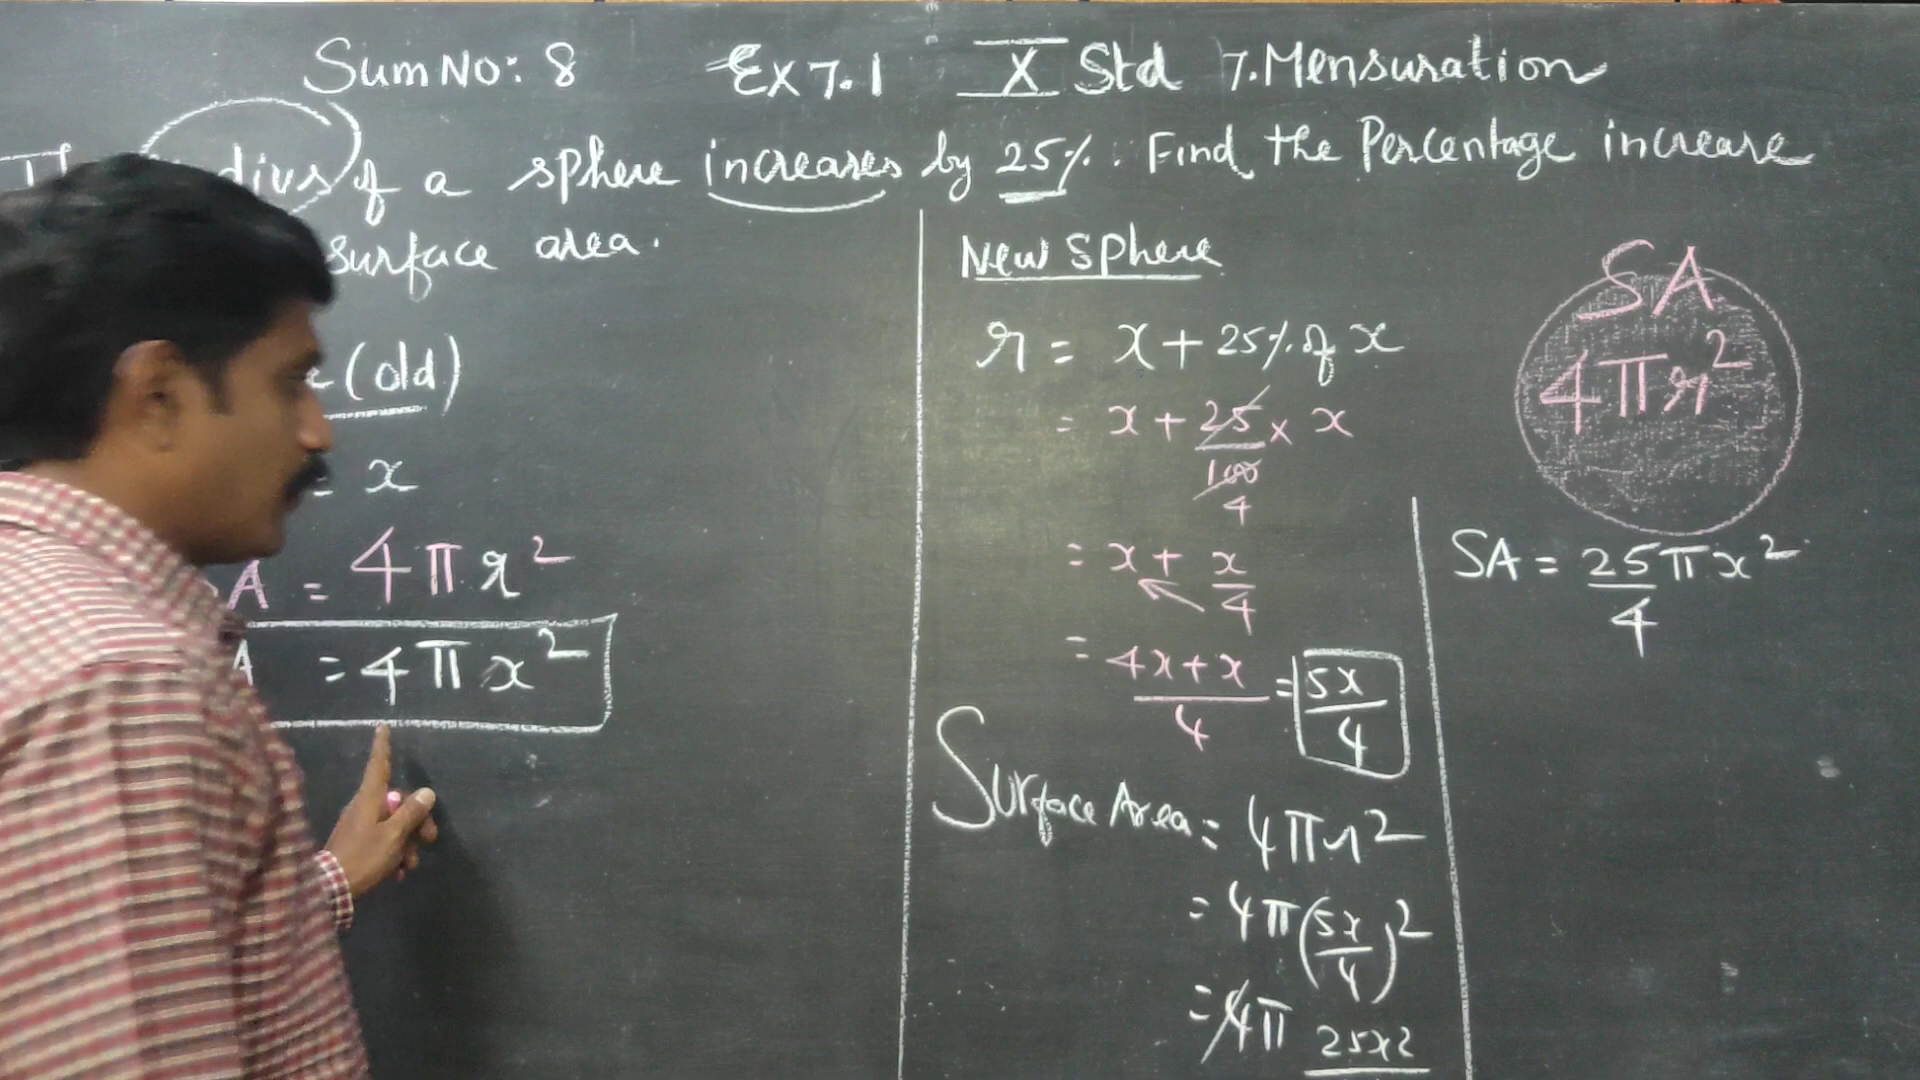 Sum No: 8 Ex 7.1 X Std 7. Mensuration
of a sphere increases by 25%. Find the Percentage increase
surface area.
(old)
= x
A = 4πr²
A = 4πx²
New Sphere
r = x + 25% of x
= x + 25/100 × x
4
= x + x/4
= 4x + x / 4 = 5x/4
Surface Area = 4πr²
= 4π(5x/4)²
= 4π 25x2
SA
4πr²
SA = 25/4 πx²